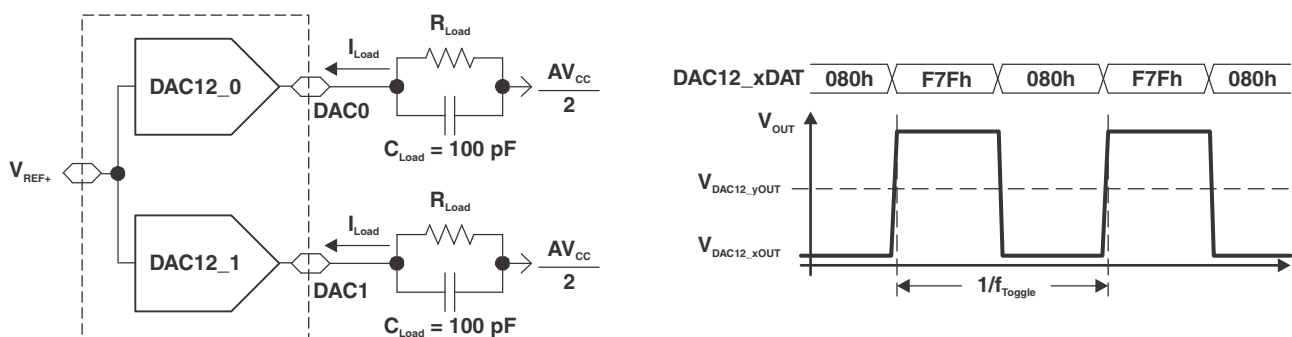 R_Load
I_Load
DAC12_0
DAC0
AV_CC
2
C_Load = 100 pF
V_REF+
R_Load
I_Load
DAC12_1
DAC1
AV_CC
2
C_Load = 100 pF
DAC12_xDAT 080h F7Fh 080h F7Fh 080h
V_OUT
V_DAC12_yOUT
V_DAC12_xOUT
1/f_Toggle